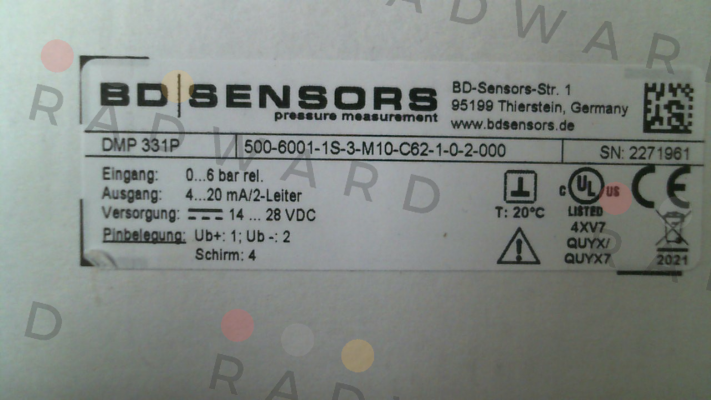 BD|SENSORS
pressure measurement
BD-Sensors-Str. 1
95199 Thierstein, Germany
www.bdsensors.de
DMP 331P
500-6001-1S-3-M10-C62-1-0-2-000
SN: 2271961
Eingang: 0...6 bar rel.
Ausgang: 4...20 mA/2-Leiter
Versorgung: 14 ... 28 VDC
Pinbelegung: Ub+: 1; Ub -: 2
Schirm: 4
T: 20°C
C UL US
LISTED
4XV7
QUYX/
QUYX7
CE
2021
RADWARD
RADWARD
RAD
D
RADWARD